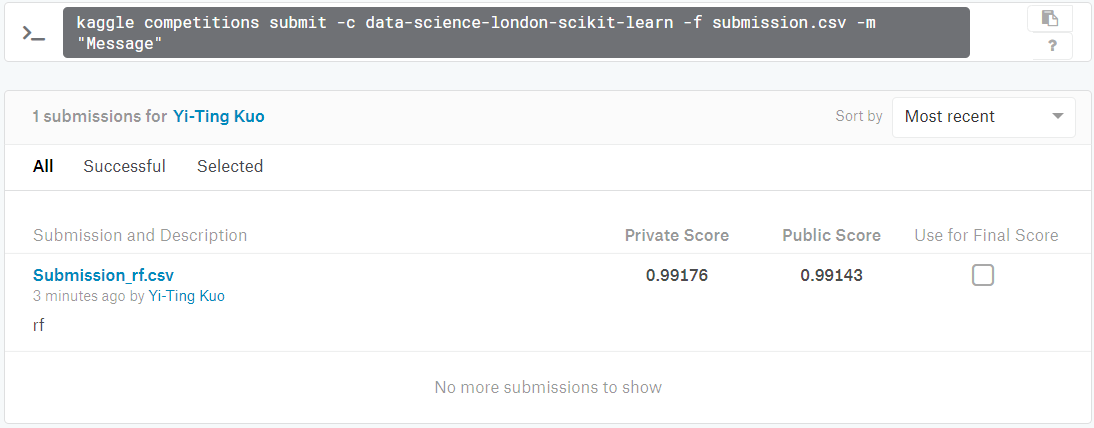 >_
kaggle competitions submit -c data-science-london-scikit-learn -f submission.csv -m
"Message"
?
1 submissions for Yi-Ting Kuo
Sort by Most recent
All Successful Selected
Submission and Description Private Score Public Score Use for Final Score
Submission_rf.csv 0.99176 0.99143
3 minutes ago by Yi-Ting Kuo
rf
No more submissions to show